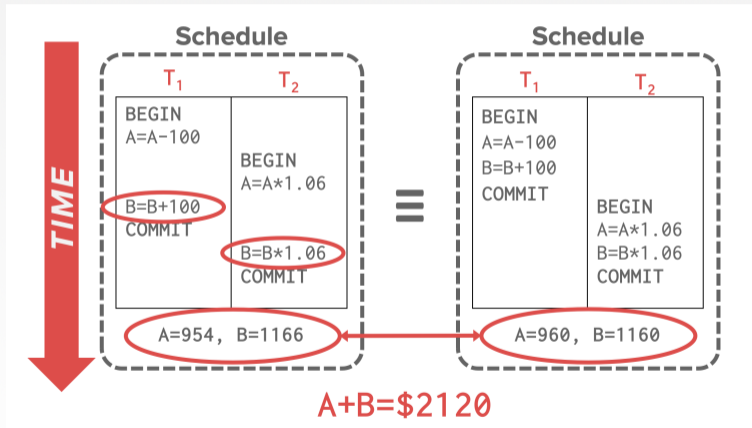 Schedule
T1 T2
BEGIN
A=A-100
BEGIN
A=A*1.06
B=B+100
COMMIT
B=B*1.06
COMMIT
A=954, B=1166
TIME
≡
Schedule
T1 T2
BEGIN
A=A-100
B=B+100
COMMIT
BEGIN
A=A*1.06
B=B*1.06
COMMIT
A=960, B=1160
A+B=$2120